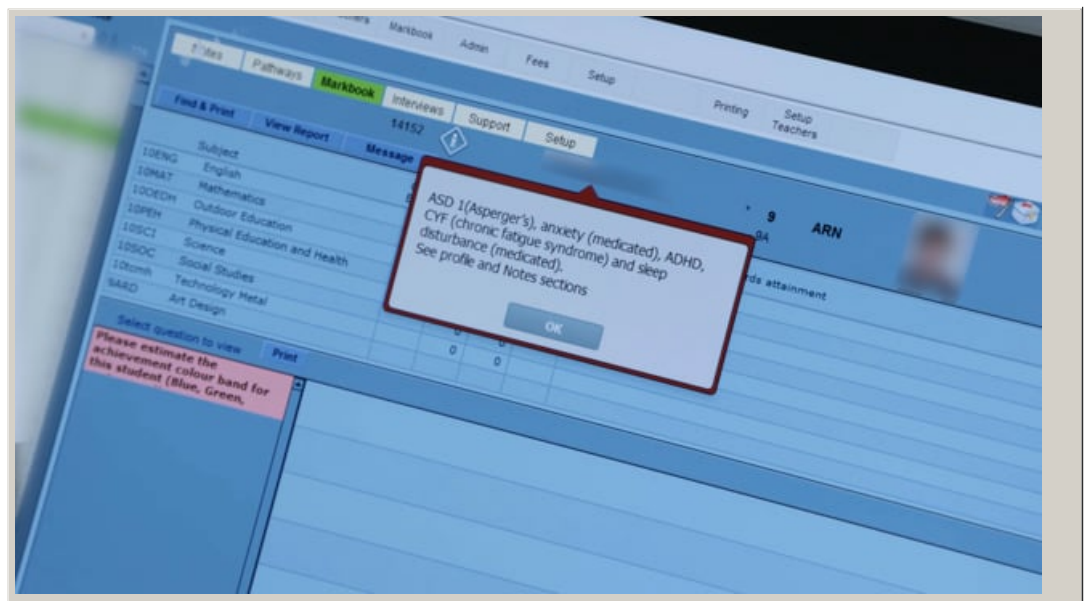 Markbook Admin Fees Setup Printing Setup Teachers
Notes Pathways Markbook Interviews Support Setup
Find & Print View Report Message
14152
9 ARN
9A
Subject
10ENG English
10MAT Mathematics
10OEDH Outdoor Education
10PEH Physical Education and Health
10SCI Science
10SOC Social Studies
10tcmh Technology Metal
9ARD Art Design
attainment
0
0 0
0
ASD 1(Asperger's), anxiety (medicated), ADHD,
CYF (chronic fatigue syndrome) and sleep
disturbance (medicated).
See profile and Notes sections
OK
Select question to view Print
Please estimate the
achievement colour band for
this student (Blue, Green,